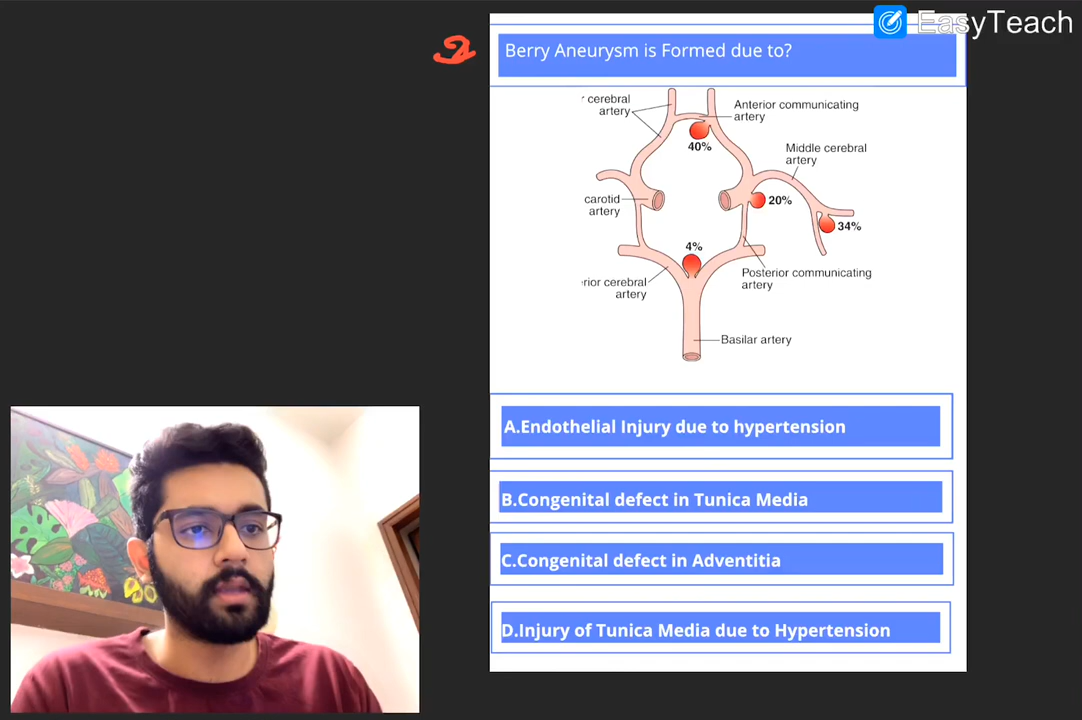 EasyTeach
Berry Aneurysm is Formed due to?
r cerebral
artery
Anterior communicating
artery
40%
Middle cerebral
artery
carotid
artery
20%
34%
4%
rior cerebral
artery
Posterior communicating
artery
Basilar artery
A.Endothelial Injury due to hypertension
B.Congenital defect in Tunica Media
C.Congenital defect in Adventitia
D.Injury of Tunica Media due to Hypertension